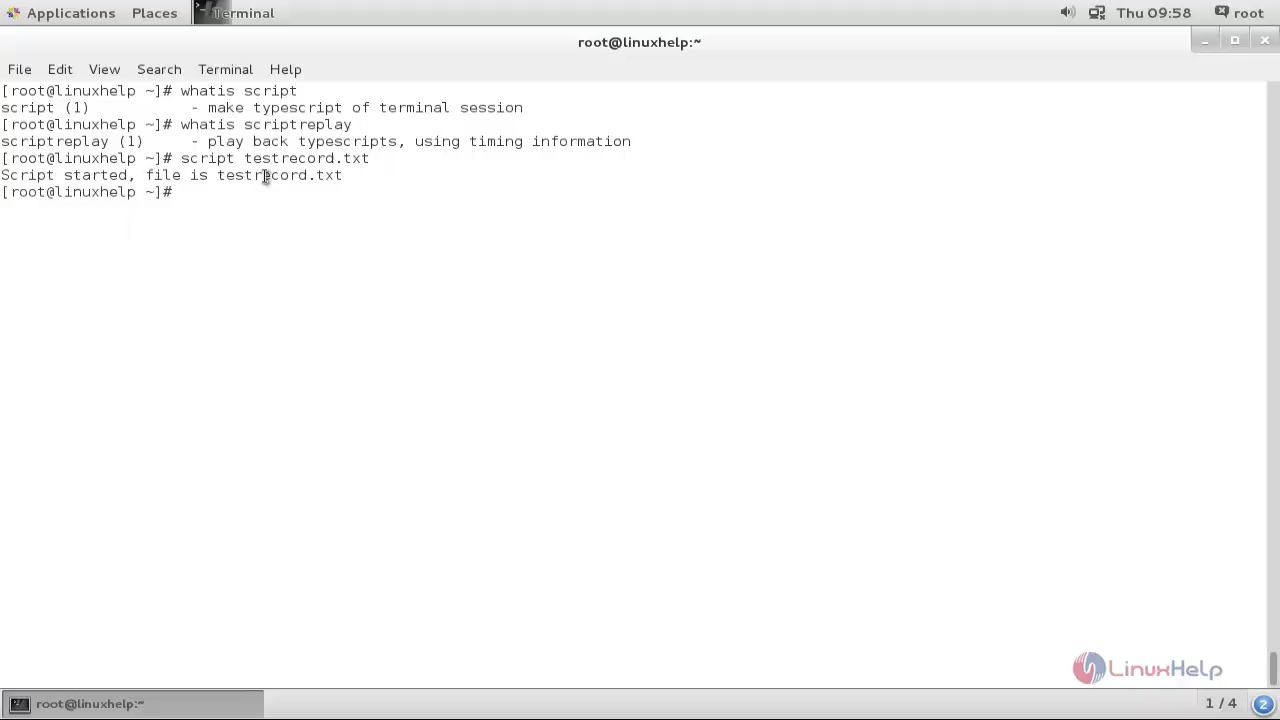 Applications Places Terminal Thu 09:58 root
root@linuxhelp:~
File Edit View Search Terminal Help
[root@linuxhelp ~]# whatis script
script (1)           - make typescript of terminal session
[root@linuxhelp ~]# whatis scriptreplay
scriptreplay (1)     - play back typescripts, using timing information
[root@linuxhelp ~]# script testrecord.txt
Script started, file is testrecord.txt
[root@linuxhelp ~]#
LinuxHelp
root@linuxhelp:~ 1 / 4 2